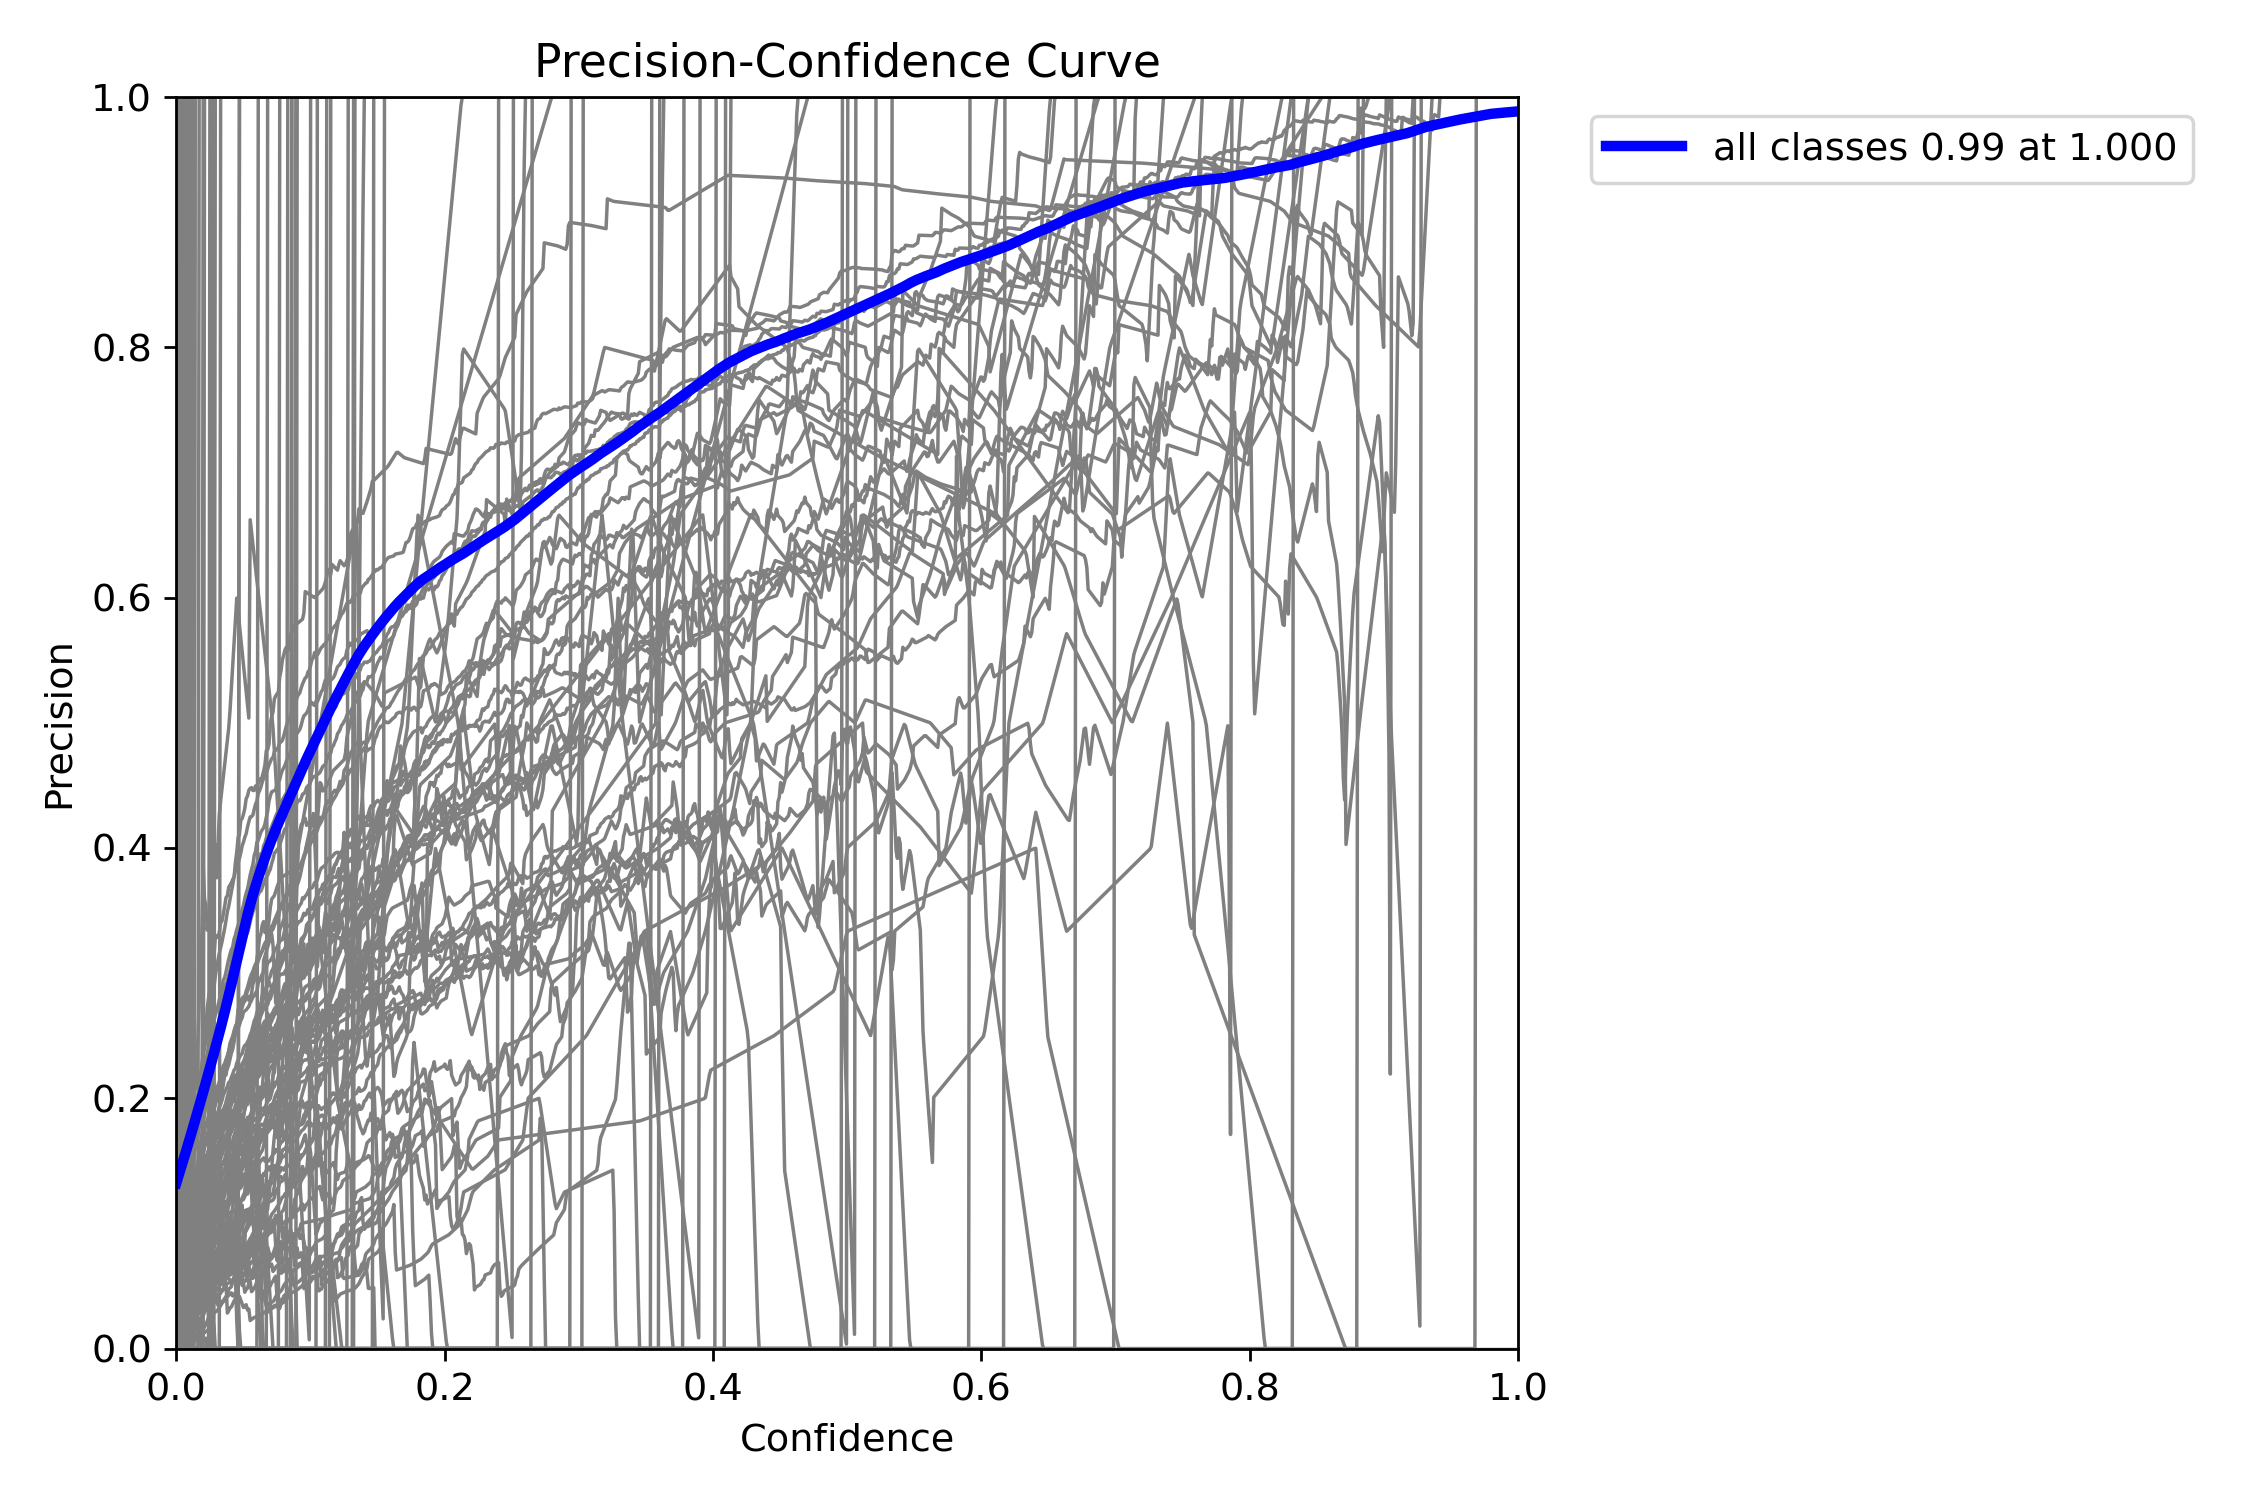 Precision-Confidence Curve
all classes 0.99 at 1.000
Precision
1.0
0.8
0.6
0.4
0.2
0.0
0.0 0.2 0.4 0.6 0.8 1.0
Confidence